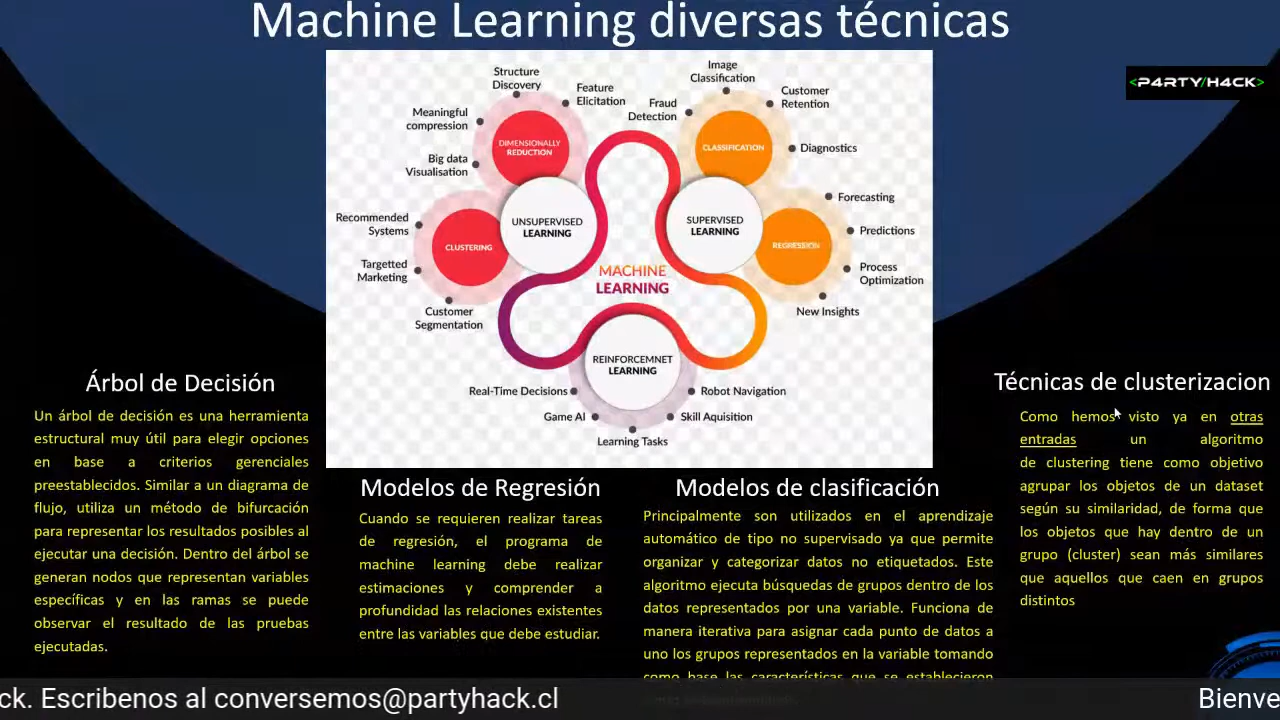 Machine Learning diversas técnicas
<P4RTY/H4CK>
Structure
Discovery
Feature
Elicitation
Meaningful
compression
DIMENSIONALLY
REDUCTION
Big data
Visualisation
Recommended
Systems
CLUSTERING
Targetted
Marketing
Customer
Segmentation
UNSUPERVISED
LEARNING
Image
Classification
Fraud
Detection
Customer
Retention
CLASSIFICATION
Diagnostics
SUPERVISED
LEARNING
Forecasting
REGRESSION
Predictions
Process
Optimization
New Insights
MACHINE
LEARNING
REINFORCEMNET
LEARNING
Real-Time Decisions
Robot Navigation
Game AI
Skill Aquisition
Learning Tasks
Árbol de Decisión
Un árbol de decisión es una herramienta
estructural muy útil para elegir opciones
en base a criterios gerenciales
preestablecidos. Similar a un diagrama de
flujo, utiliza un método de bifurcación
para representar los resultados posibles al
ejecutar una decisión. Dentro del árbol se
generan nodos que representan variables
específicas y en las ramas se puede
observar el resultado de las pruebas
ejecutadas.
Modelos de Regresión
Cuando se requieren realizar tareas
de regresión, el programa de
machine learning debe realizar
estimaciones y comprender a
profundidad las relaciones existentes
entre las variables que debe estudiar.
Modelos de clasificación
Principalmente son utilizados en el aprendizaje
automático de tipo no supervisado ya que permite
organizar y categorizar datos no etiquetados. Este
algoritmo ejecuta búsquedas de grupos dentro de los
datos representados por una variable. Funciona de
manera iterativa para asignar cada punto de datos a
uno los grupos representados en la variable tomando
como base las características que se establecieron
Técnicas de clusterizacion
Como hemos visto ya en otras
entradas un algoritmo
de clustering tiene como objetivo
agrupar los objetos de un dataset
según su similaridad, de forma que
los objetos que hay dentro de un
grupo (cluster) sean más similares
que aquellos que caen en grupos
distintos
ck. Escribenos al conversemos@partyhack.cl
Bienve